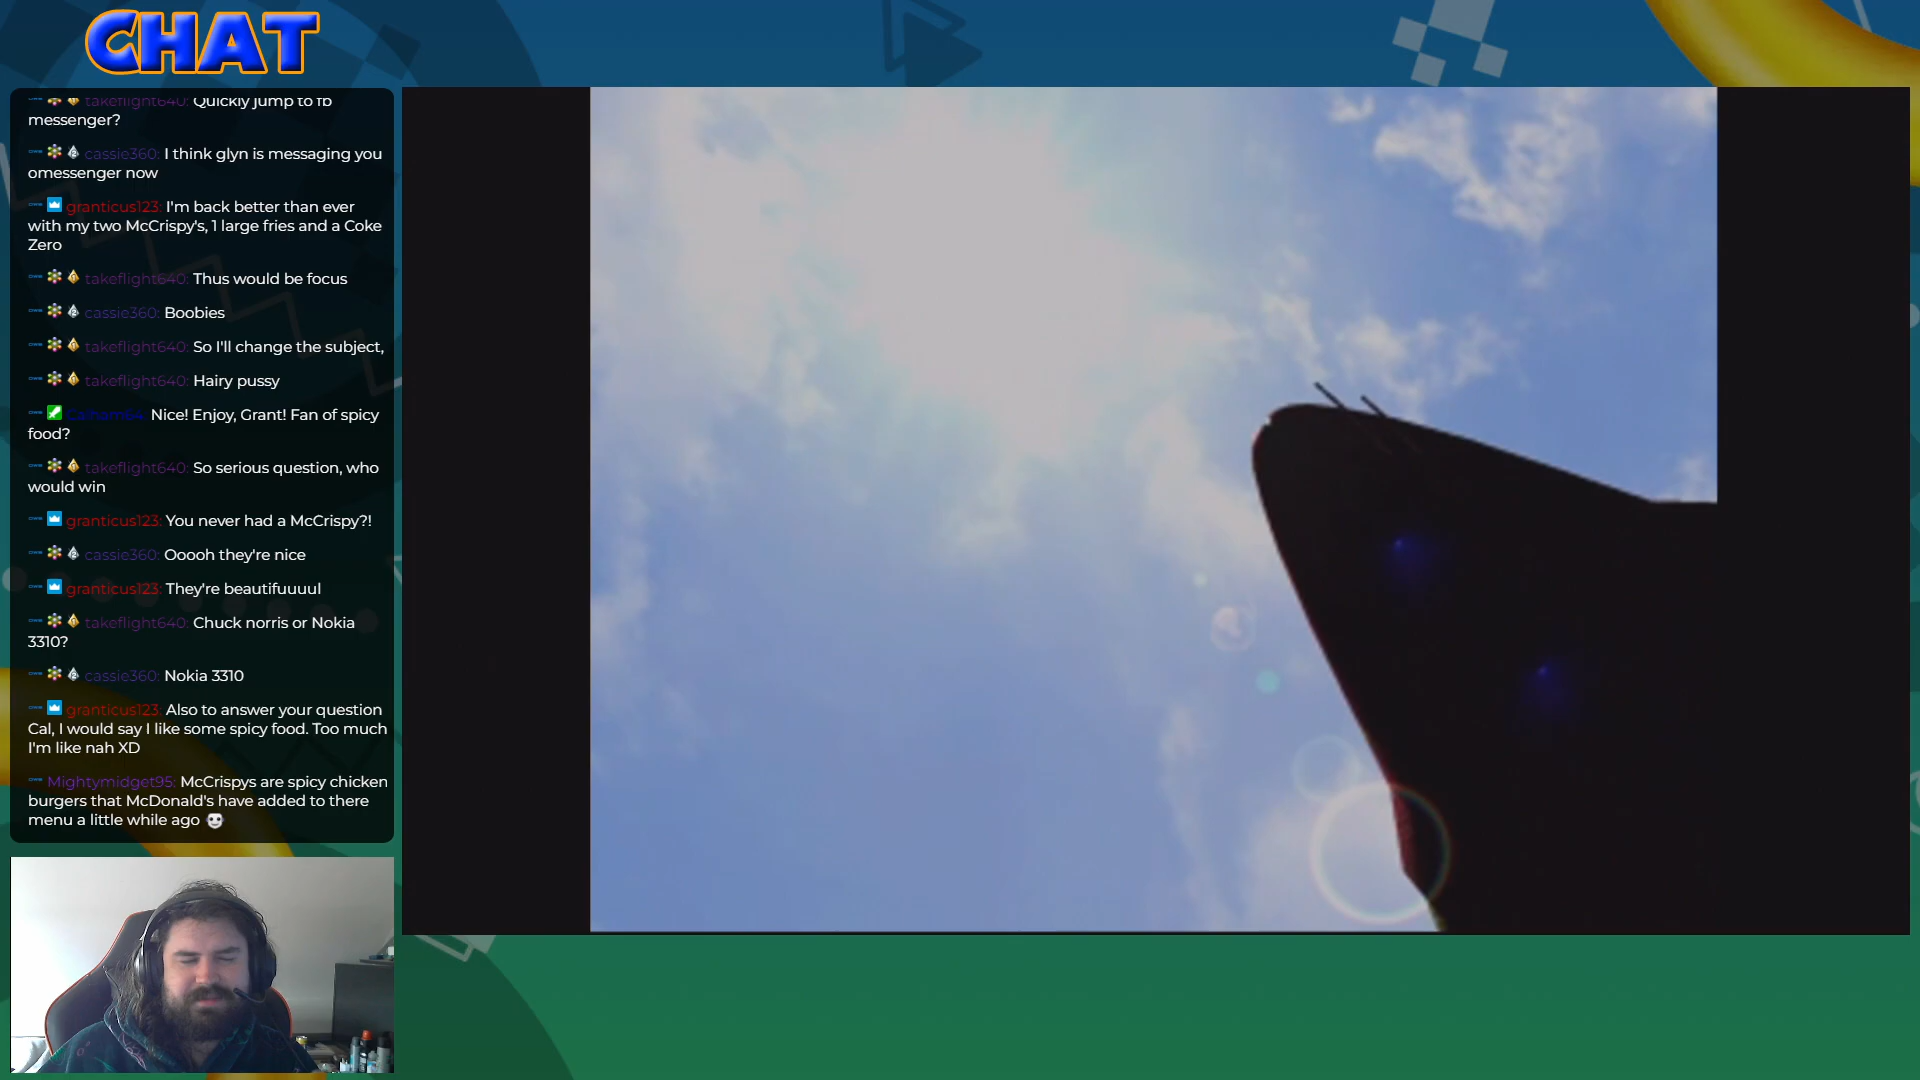 CHAT
takeflight640: Quickly jump to fb
messenger?
cassie360: I think glyn is messaging you
omessenger now
granticus123: I'm back better than ever
with my two McCrispy's, 1 large fries and a Coke
Zero
takeflight640: Thus would be focus
cassie360: Boobies
takeflight640: So I'll change the subject,
takeflight640: Hairy pussy
Calham64: Nice! Enjoy, Grant! Fan of spicy
food?
takeflight640: So serious question, who
would win
granticus123: You never had a McCrispy?!
cassie360: Ooooh they're nice
granticus123: They're beautifuuuul
takeflight640: Chuck norris or Nokia
3310?
cassie360: Nokia 3310
granticus123: Also to answer your question
Cal, I would say I like some spicy food. Too much
I'm like nah XD
Mightymidget95: McCrispys are spicy chicken
burgers that McDonald's have added to there
menu a little while ago